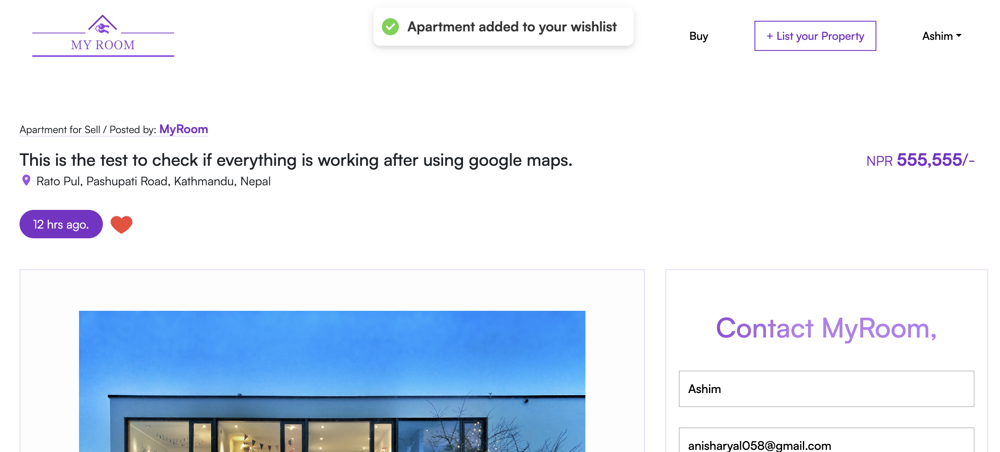 MY ROOM
Apartment added to your wishlist
Buy
+ List your Property
Ashim
Apartment for Sell / Posted by: MyRoom
This is the test to check if everything is working after using google maps.
NPR 555,555/-
Rato Pul, Pashupati Road, Kathmandu, Nepal
12 hrs ago.
Contact MyRoom,
Ashim
anisharyal058@gmail.com